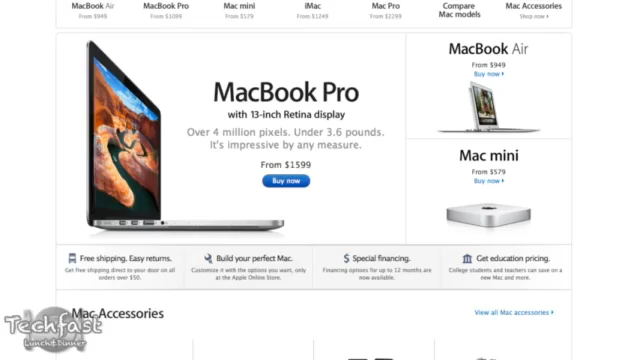 MacBook Air
From $949
MacBook Pro
From $1099
Mac mini
From $579
iMac
From $1249
Mac Pro
From $2299
Compare
Mac models
Mac Accessories
Shop now ›
MacBook Pro
with 13-inch Retina display
Over 4 million pixels. Under 3.6 pounds.
It's impressive by any measure.
From $1599
Buy now
MacBook Air
From $949
Buy now ›
Mac mini
From $579
Buy now ›
Free shipping. Easy returns.
Get free shipping direct to your door on all
orders over $50.
Build your perfect Mac.
Customize it with the options you want, only
at the Apple Online Store.
$ Special financing.
Financing options for up to 12 months are
now available.
Get education pricing.
College students and teachers can save on a
new Mac and more.
Mac Accessories
View all Mac accessories ›
Techfast
Lunch&Dinner